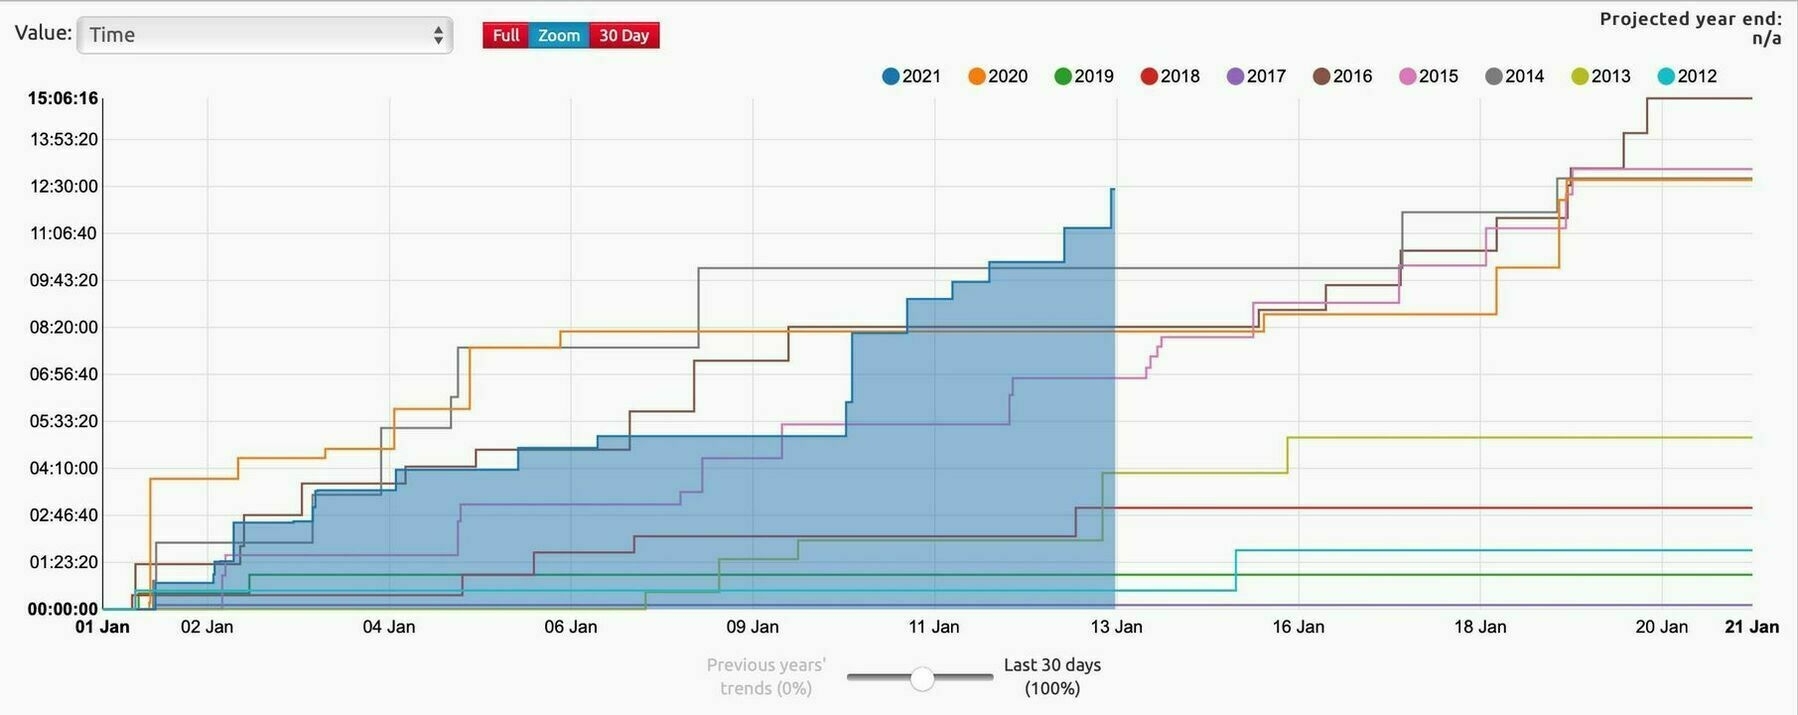 Value: Time
Full Zoom 30 Day
Projected year end:
n/a
2021 2020 2019 2018 2017 2016 2015 2014 2013 2012
15:06:16
13:53:20
12:30:00
11:06:40
09:43:20
08:20:00
06:56:40
05:33:20
04:10:00
02:46:40
01:23:20
00:00:00
01 Jan 02 Jan 04 Jan 06 Jan 09 Jan 11 Jan 13 Jan 16 Jan 18 Jan 20 Jan 21 Jan
Previous years'
trends (0%)
Last 30 days
(100%)